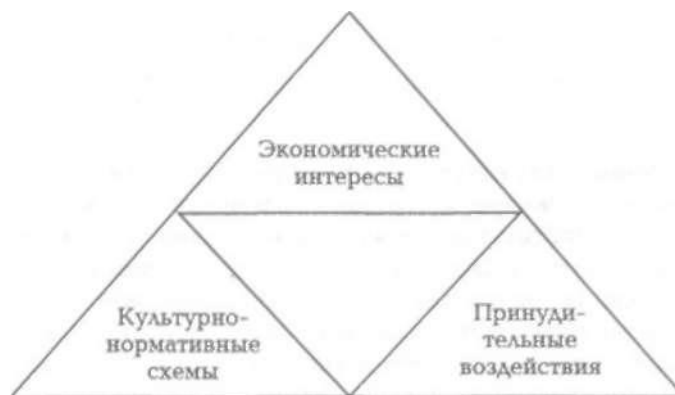 Экономические
интересы
Культурно-
нормативные
схемы
Принуди-
тельные
воздействия